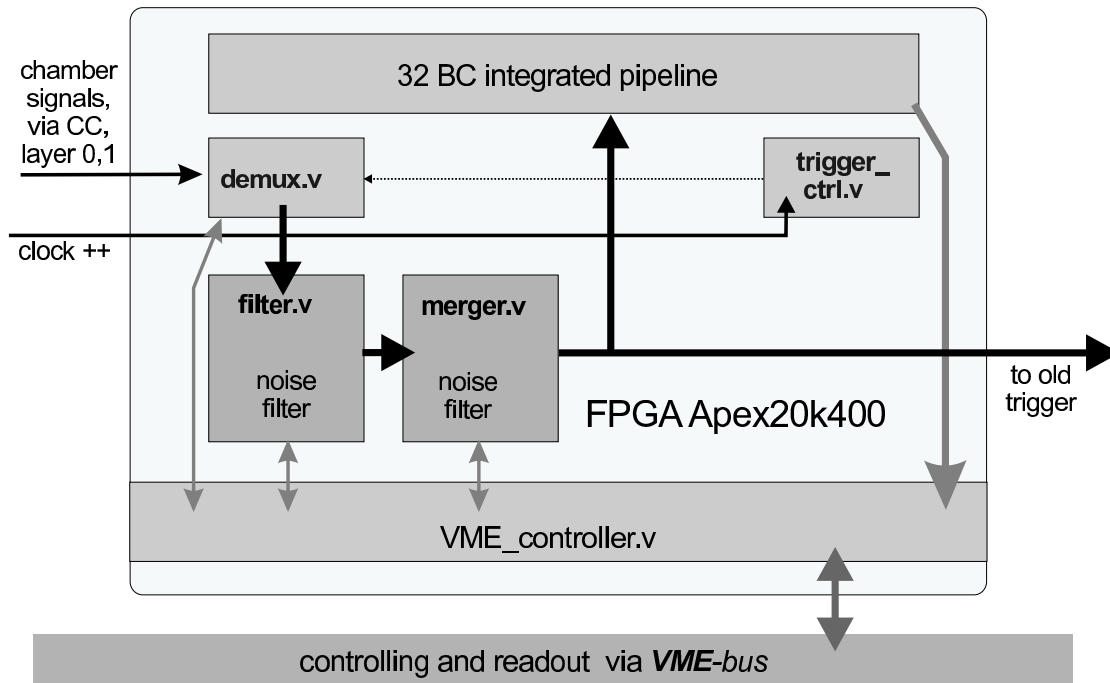 32 BC integrated pipeline
chamber
signals,
via CC,
layer 0,1
demux.v
trigger_
ctrl.v
clock ++
filter.v
noise
filter
merger.v
noise
filter
to old
trigger
FPGA Apex20k400
VME_controller.v
controlling and readout via VME-bus